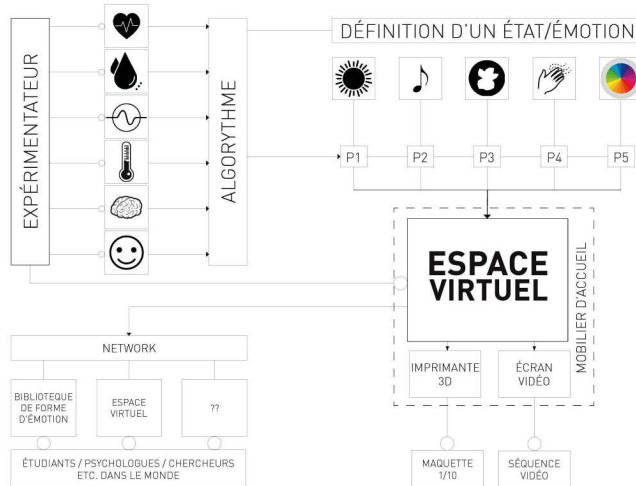 DÉFINITION D'UN ÉTAT/ÉMOTION
EXPÉRIMENTATEUR
ALGORYTHME
P1
P2
P3
P4
P5
ESPACE
VIRTUEL
MOBILIER D'ACCUEIL
IMPRIMANTE
3D
ÉCRAN
VIDÉO
NETWORK
BIBLIOTEQUE
DE FORME
D'ÉMOTION
ESPACE
VIRTUEL
??
ÉTUDIANTS / PSYCHOLOGUES / CHERCHEURS
ETC. DANS LE MONDE
MAQUETTE
1/10
SÉQUENCE
VIDÉO